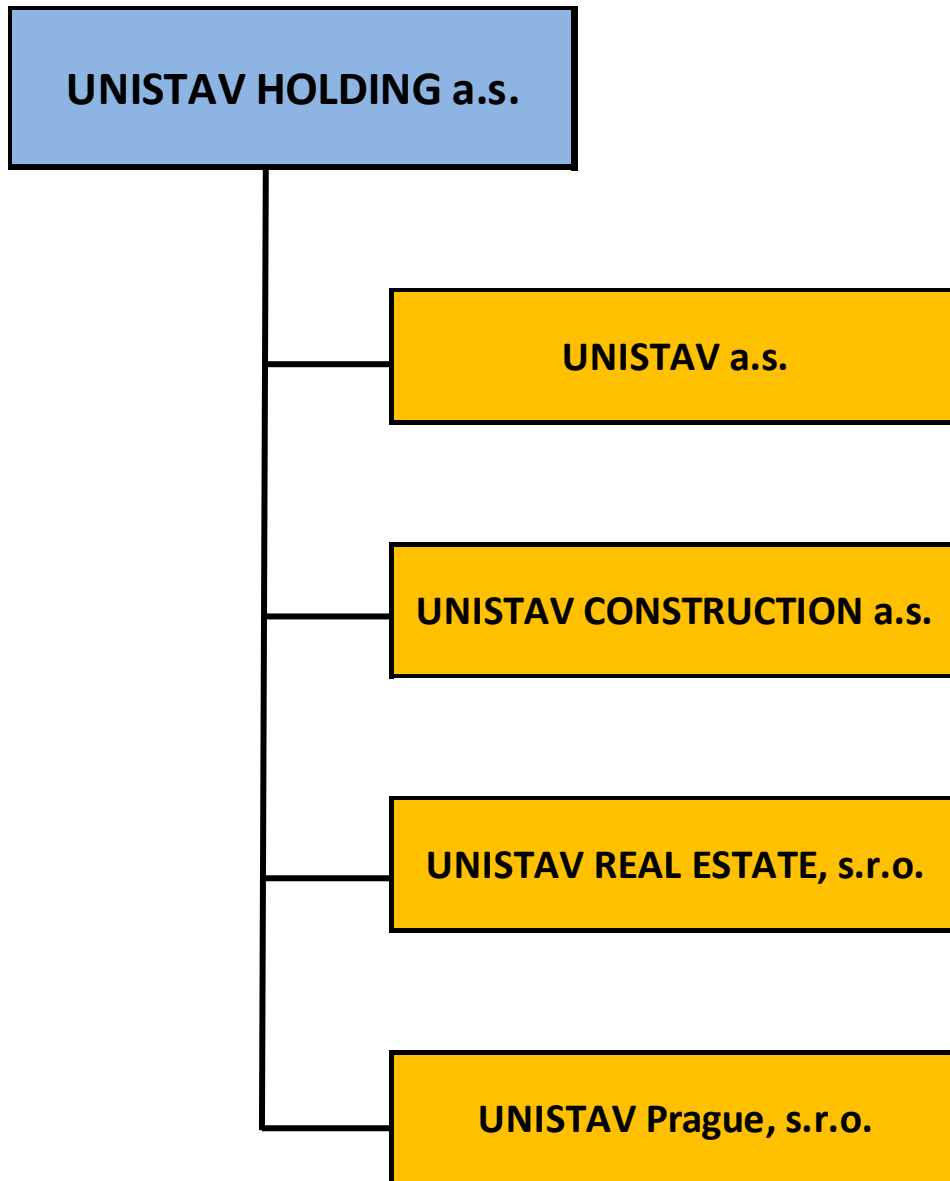 UNISTAV HOLDING a.s.
UNISTAV a.s.
UNISTAV CONSTRUCTION a.s.
UNISTAV REAL ESTATE, s.r.o.
UNISTAV Prague, s.r.o.